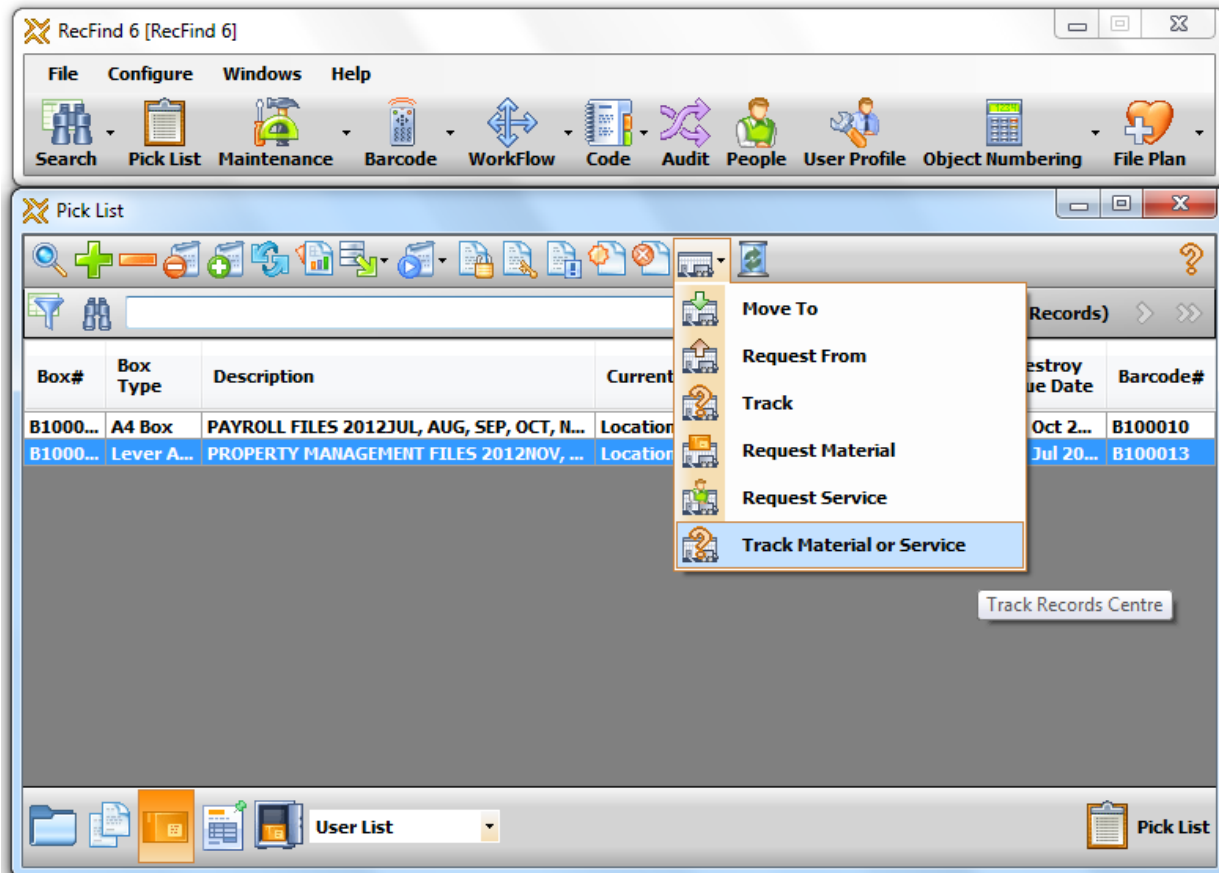 RecFind 6 [RecFind 6]
File Configure Windows Help
Search Pick List Maintenance Barcode WorkFlow Code Audit People User Profile Object Numbering File Plan
Pick List
Move To
Records)
Request From
Box# Box Type Description Current estroy ue Date Barcode#
Track
B1000... A4 Box PAYROLL FILES 2012JUL, AUG, SEP, OCT, N... Location Oct 2... B100010
B1000... Lever A... PROPERTY MANAGEMENT FILES 2012NOV, ... Location Jul 20... B100013
Request Material
Request Service
Track Material or Service
Track Records Centre
User List
Pick List